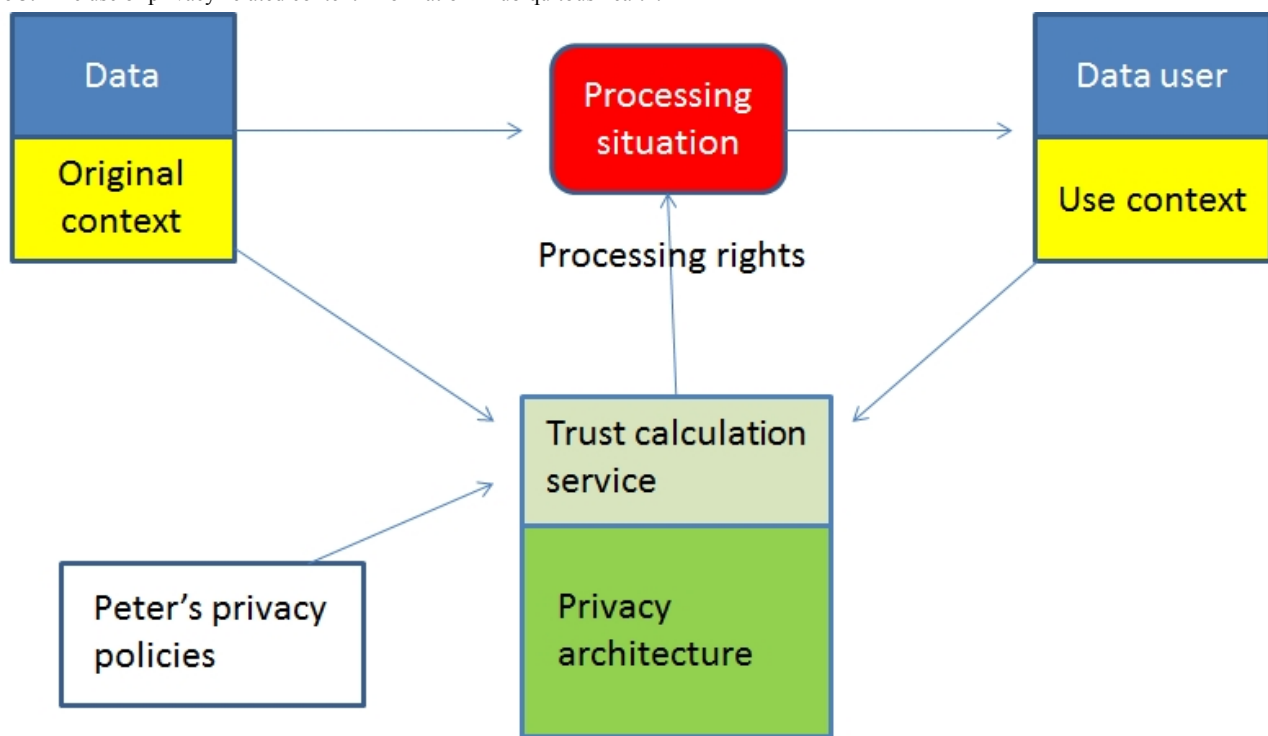 Data
Original
context
Processing
situation
Data user
Use context
Processing rights
Trust calculation
service
Privacy
architecture
Peter’s privacy
policies